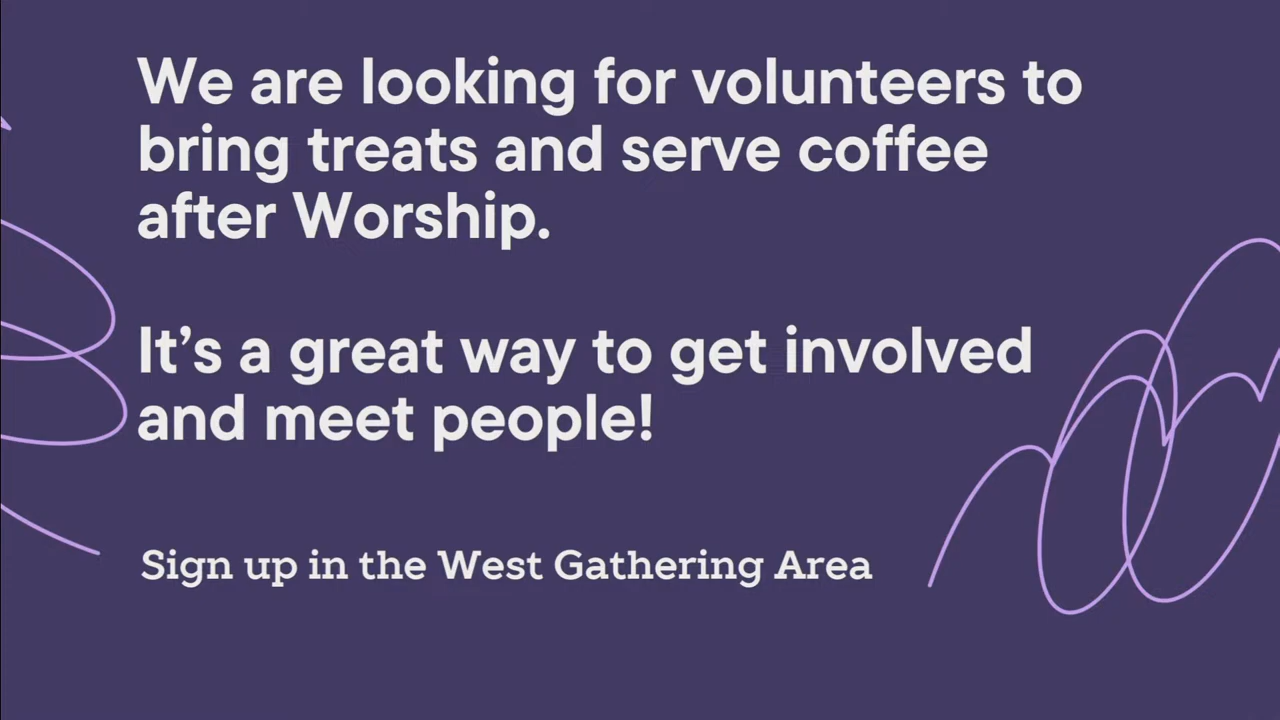 We are looking for volunteers to
bring treats and serve coffee
after Worship.
It’s a great way to get involved
and meet people!
Sign up in the West Gathering Area